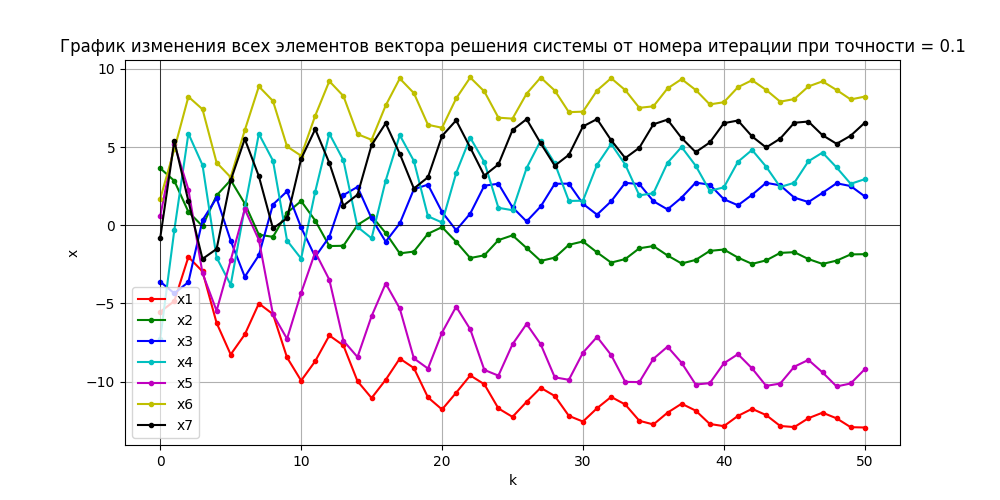 График изменения всех элементов вектора решения системы от номера итерации при точности = 0.1
10
5
0
−5
−10
x
x1
x2
x3
x4
x5
x6
x7
0 10 20 30 40 50
k